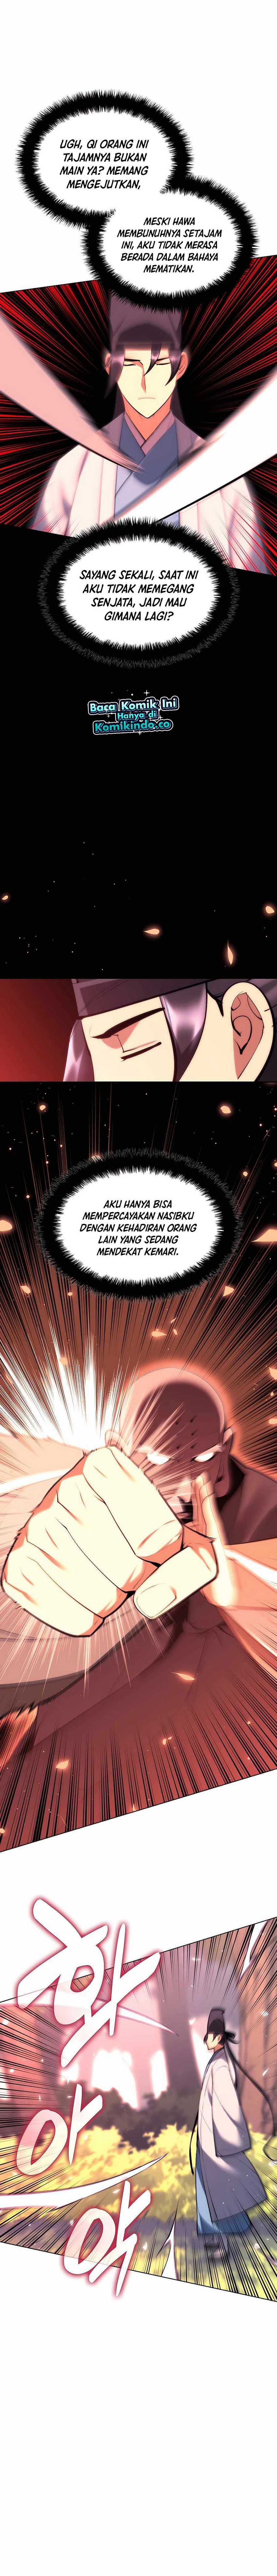 UGH, QI ORANG INI
TAJAMNYA BUKAN
MAIN YA? MEMANG
MENGEJUTKAN,
MESKI HAWA
MEMBUNUHNYA SETAJAM
INI, AKU TIDAK MERASA
BERADA DALAM BAHAYA
MEMATIKAN.
SAYANG SEKALI, SAAT INI
AKU TIDAK MEMEGANG
SENJATA, JADI MAU
GIMANA LAGI?
Baca Komik Ini
Hanya di
Komikindo.co
AKU HANYA BISA
MEMPERCAYAKAN NASIBKU
DENGAN KEHADIRAN ORANG
LAIN YANG SEDANG
MENDEKAT KEMARI.
화
아
아